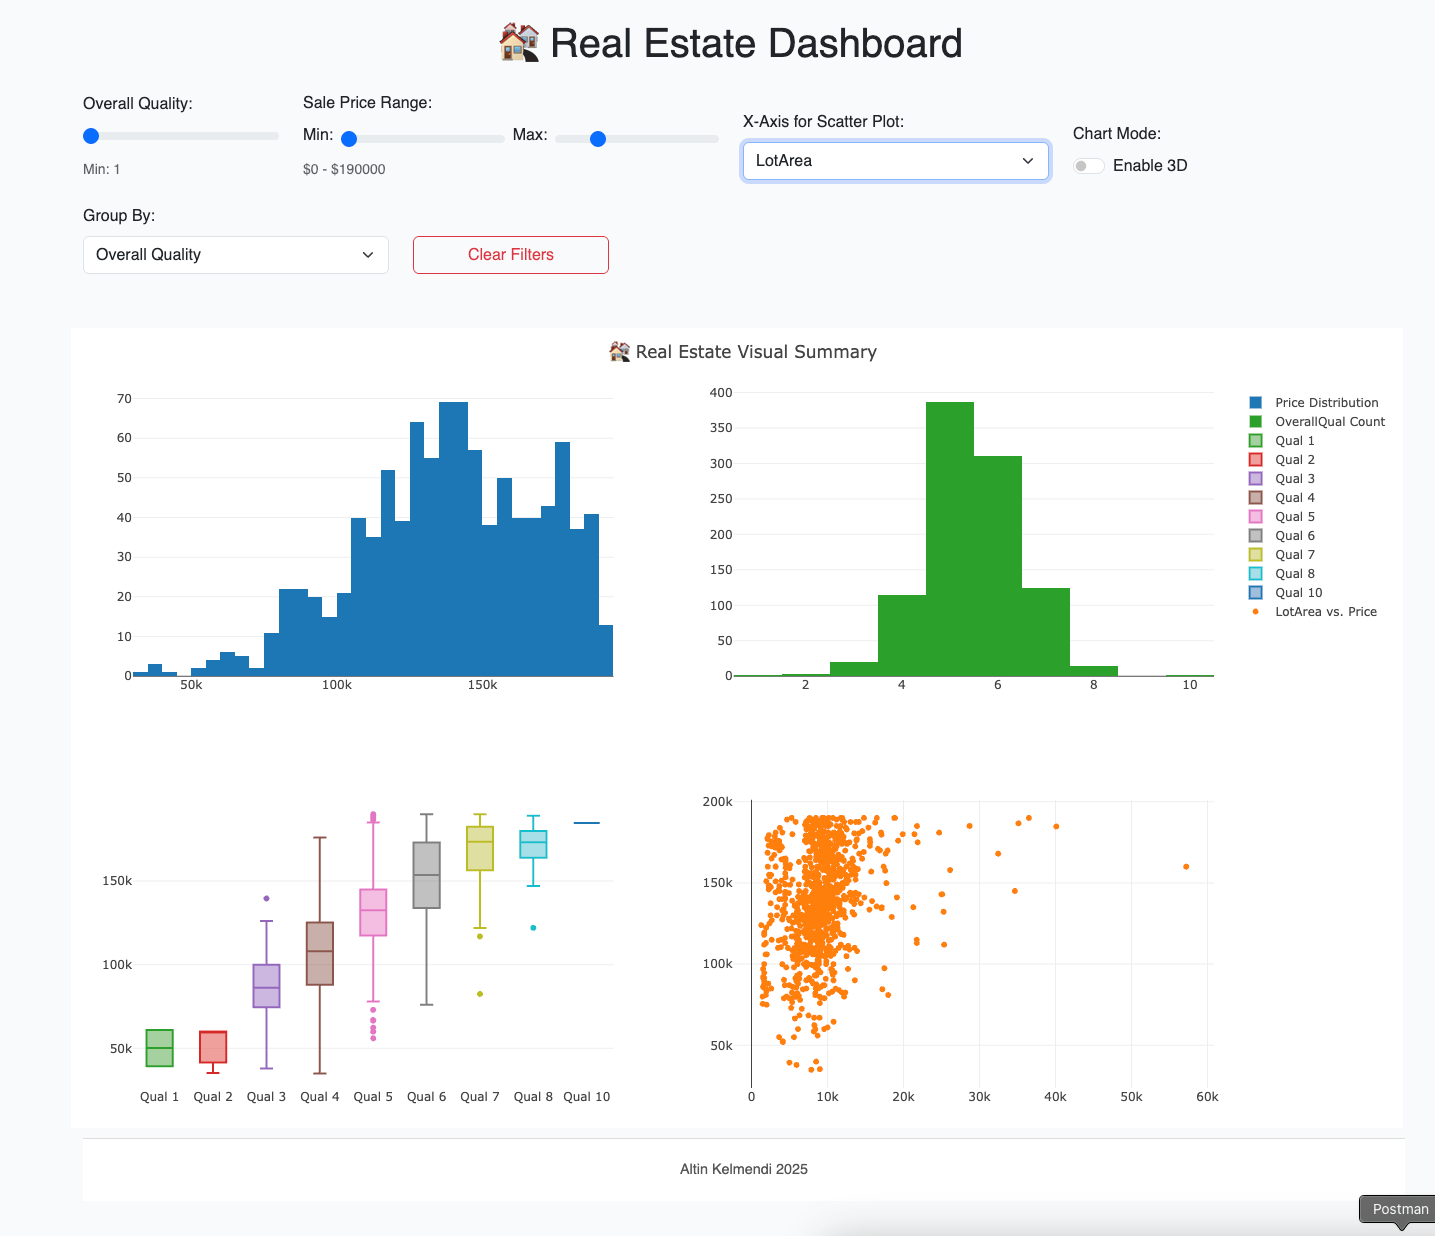 🏘️ Real Estate Dashboard
Overall Quality:
Min: 1
Sale Price Range:
Min:
Max:
$0 - $190000
X-Axis for Scatter Plot:
LotArea
Chart Mode:
Enable 3D
Group By:
Overall Quality
Clear Filters
🏘️ Real Estate Visual Summary
70
60
50
40
30
20
10
0
50k
100k
150k
400
350
300
250
200
150
100
50
0
2
4
6
8
10
Price Distribution
OverallQual Count
Qual 1
Qual 2
Qual 3
Qual 4
Qual 5
Qual 6
Qual 7
Qual 8
Qual 10
LotArea vs. Price
150k
100k
50k
Qual 1
Qual 2
Qual 3
Qual 4
Qual 5
Qual 6
Qual 7
Qual 8
Qual 10
200k
150k
100k
50k
0
10k
20k
30k
40k
50k
60k
Altin Kelmendi 2025
Postman